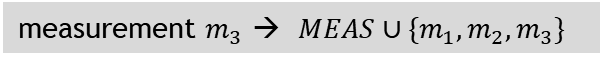 measurement m₃ → MEAS ∪ {m₁, m₂, m₃}